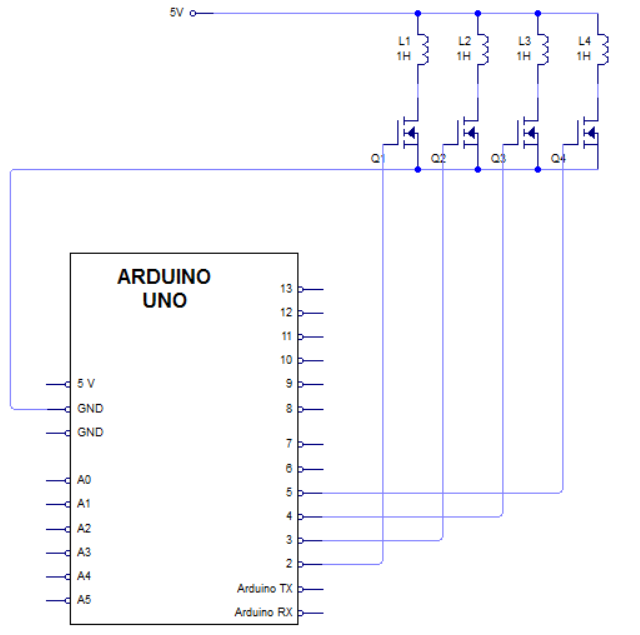 5V
L1
1H
L2
1H
L3
1H
L4
1H
Q1
Q2
Q3
Q4
ARDUINO
UNO
13
12
11
10
5 V
9
GND
8
GND
7
6
A0
5
A1
4
A2
3
A3
2
A4
Arduino TX
A5
Arduino RX